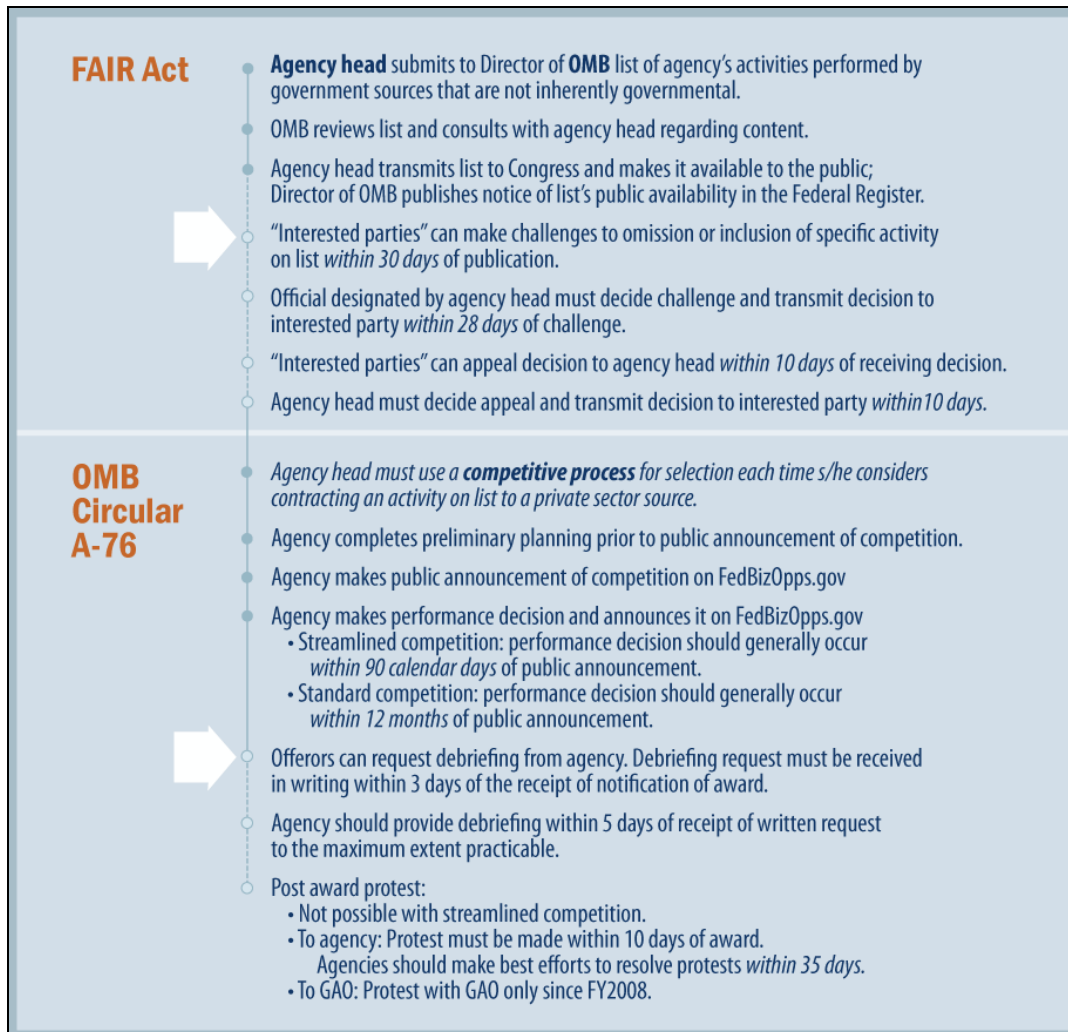 FAIR Act
Agency head submits to Director of OMB list of agency’s activities performed by
government sources that are not inherently governmental.
OMB reviews list and consults with agency head regarding content.
Agency head transmits list to Congress and makes it available to the public;
Director of OMB publishes notice of list’s public availability in the Federal Register.
“Interested parties” can make challenges to omission or inclusion of specific activity
on list within 30 days of publication.
Official designated by agency head must decide challenge and transmit decision to
interested party within 28 days of challenge.
“Interested parties” can appeal decision to agency head within 10 days of receiving decision.
Agency head must decide appeal and transmit decision to interested party within10 days.
OMB
Circular
A-76
Agency head must use a competitive process for selection each time s/he considers
contracting an activity on list to a private sector source.
Agency completes preliminary planning prior to public announcement of competition.
Agency makes public announcement of competition on FedBizOpps.gov
Agency makes performance decision and announces it on FedBizOpps.gov
• Streamlined competition: performance decision should generally occur
within 90 calendar days of public announcement.
• Standard competition: performance decision should generally occur
within 12 months of public announcement.
Offerors can request debriefing from agency. Debriefing request must be received
in writing within 3 days of the receipt of notification of award.
Agency should provide debriefing within 5 days of receipt of written request
to the maximum extent practicable.
Post award protest:
• Not possible with streamlined competition.
• To agency: Protest must be made within 10 days of award.
Agencies should make best efforts to resolve protests within 35 days.
• To GAO: Protest with GAO only since FY2008.